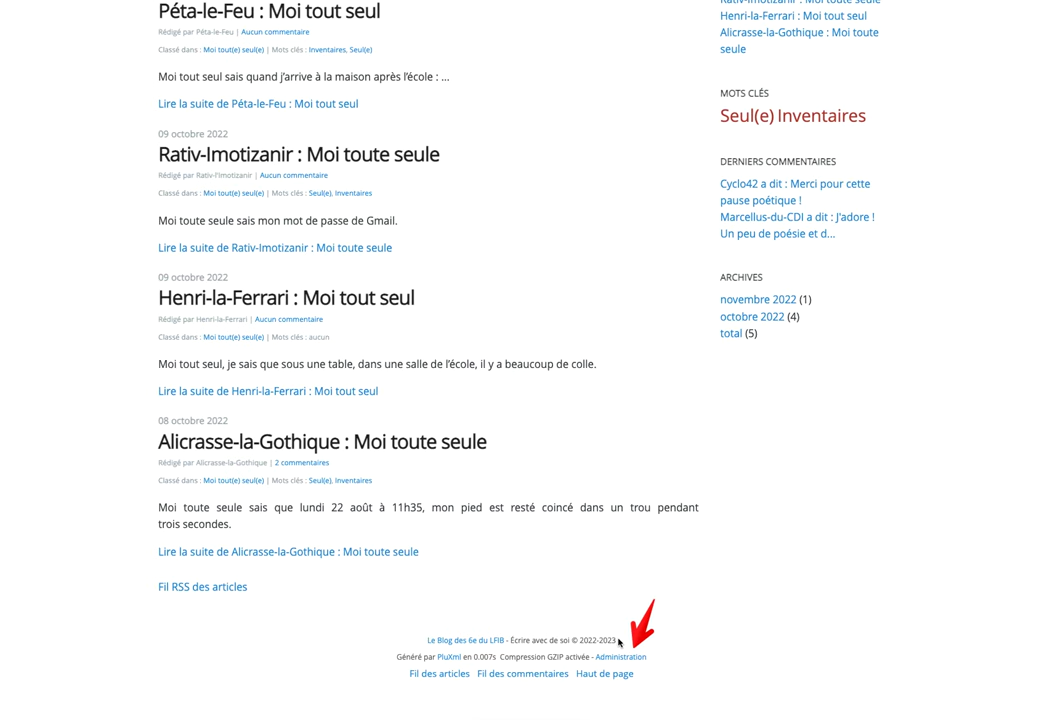 Péta-le-Feu : Moi tout seul
Rédigé par Péta-le-Feu | Aucun commentaire
Classé dans : Moi tout(e) seul(e) | Mots clés : Inventaires, Seul(e)
Moi tout seul sais quand j'arrive à la maison après l'école : ...
Lire la suite de Péta-le-Feu : Moi tout seul
09 octobre 2022
Rativ-Imotizanir : Moi toute seule
Rédigé par Rativ-l'Imotizanir | Aucun commentaire
Classé dans : Moi tout(e) seul(e) | Mots clés : Seul(e), Inventaires
Moi toute seule sais mon mot de passe de Gmail.
Lire la suite de Rativ-Imotizanir : Moi toute seule
09 octobre 2022
Henri-la-Ferrari : Moi tout seul
Rédigé par Henri-la-Ferrari | Aucun commentaire
Classé dans : Moi tout(e) seul(e) | Mots clés : aucun
Moi tout seul, je sais que sous une table, dans une salle de l'école, il y a beaucoup de colle.
Lire la suite de Henri-la-Ferrari : Moi tout seul
08 octobre 2022
Alicrasse-la-Gothique : Moi toute seule
Rédigé par Alicrasse-la-Gothique | 2 commentaires
Classé dans : Moi tout(e) seul(e) | Mots clés : Seul(e), Inventaires
Moi toute seule sais que lundi 22 août à 11h35, mon pied est resté coincé dans un trou pendant
trois secondes.
Lire la suite de Alicrasse-la-Gothique : Moi toute seule
Fil RSS des articles
Rativ-Imotizanir : Moi toute seule
Henri-la-Ferrari : Moi tout seul
Alicrasse-la-Gothique : Moi toute
seule
MOTS CLÉS
Seul(e) Inventaires
DERNIERS COMMENTAIRES
Cyclo42 a dit : Merci pour cette
pause poétique !
Marcellus-du-CDI a dit : J'adore !
Un peu de poésie et d...
ARCHIVES
novembre 2022 (1)
octobre 2022 (4)
total (5)
Le Blog des 6e du LFIB - Écrire avec de soi © 2022-2023
Généré par PluXml en 0.007s Compression GZIP activée - Administration
Fil des articles Fil des commentaires Haut de page